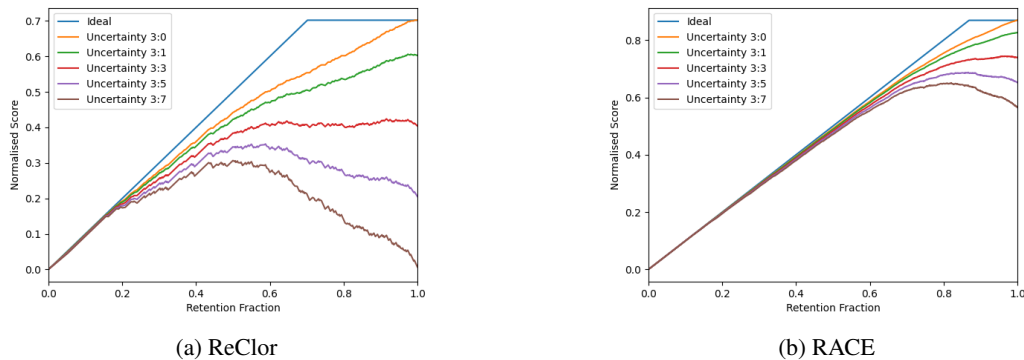 0.7
0.6
0.5
0.4
0.3
0.2
0.1
0.0
Normalised Score
Ideal
Uncertainty 3:0
Uncertainty 3:1
Uncertainty 3:3
Uncertainty 3:5
Uncertainty 3:7
0.0 0.2 0.4 0.6 0.8 1.0
Retention Fraction
(a) ReClor
0.8
0.6
0.4
0.2
0.0
Normalised Score
Ideal
Uncertainty 3:0
Uncertainty 3:1
Uncertainty 3:3
Uncertainty 3:5
Uncertainty 3:7
0.0 0.2 0.4 0.6 0.8 1.0
Retention Fraction
(b) RACE